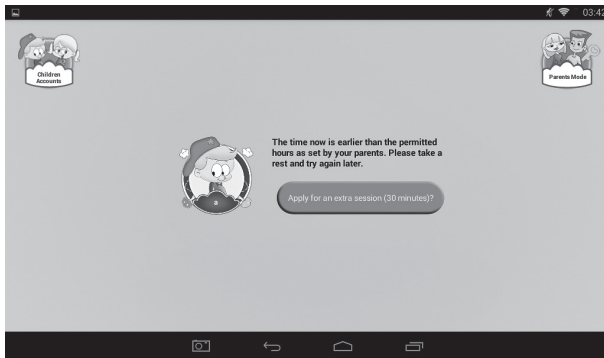 03:42
Children
Accounts
Parents Mode
The time now is earlier than the permitted
hours as set by your parents. Please take a
rest and try again later.
a
Apply for an extra session (30 minutes)?